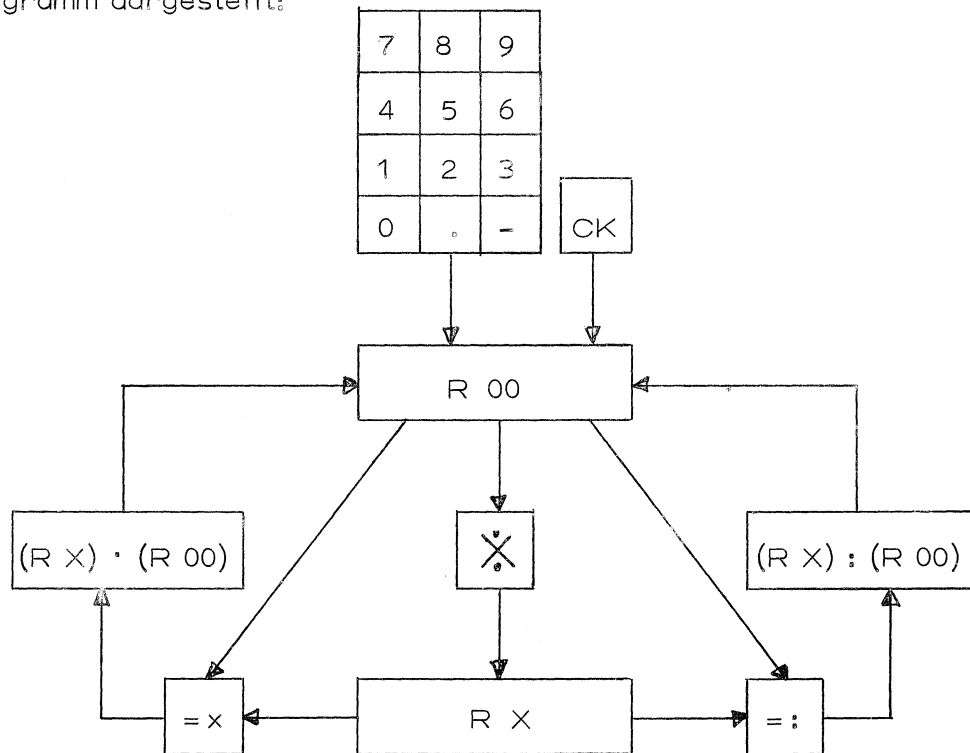 gramm dargestellt:
7 8 9
4 5 6
1 2 3
0 . -
CK
R 00
(R X) · (R 00)
⨰
(R X) : (R 00)
= x
R X
= :